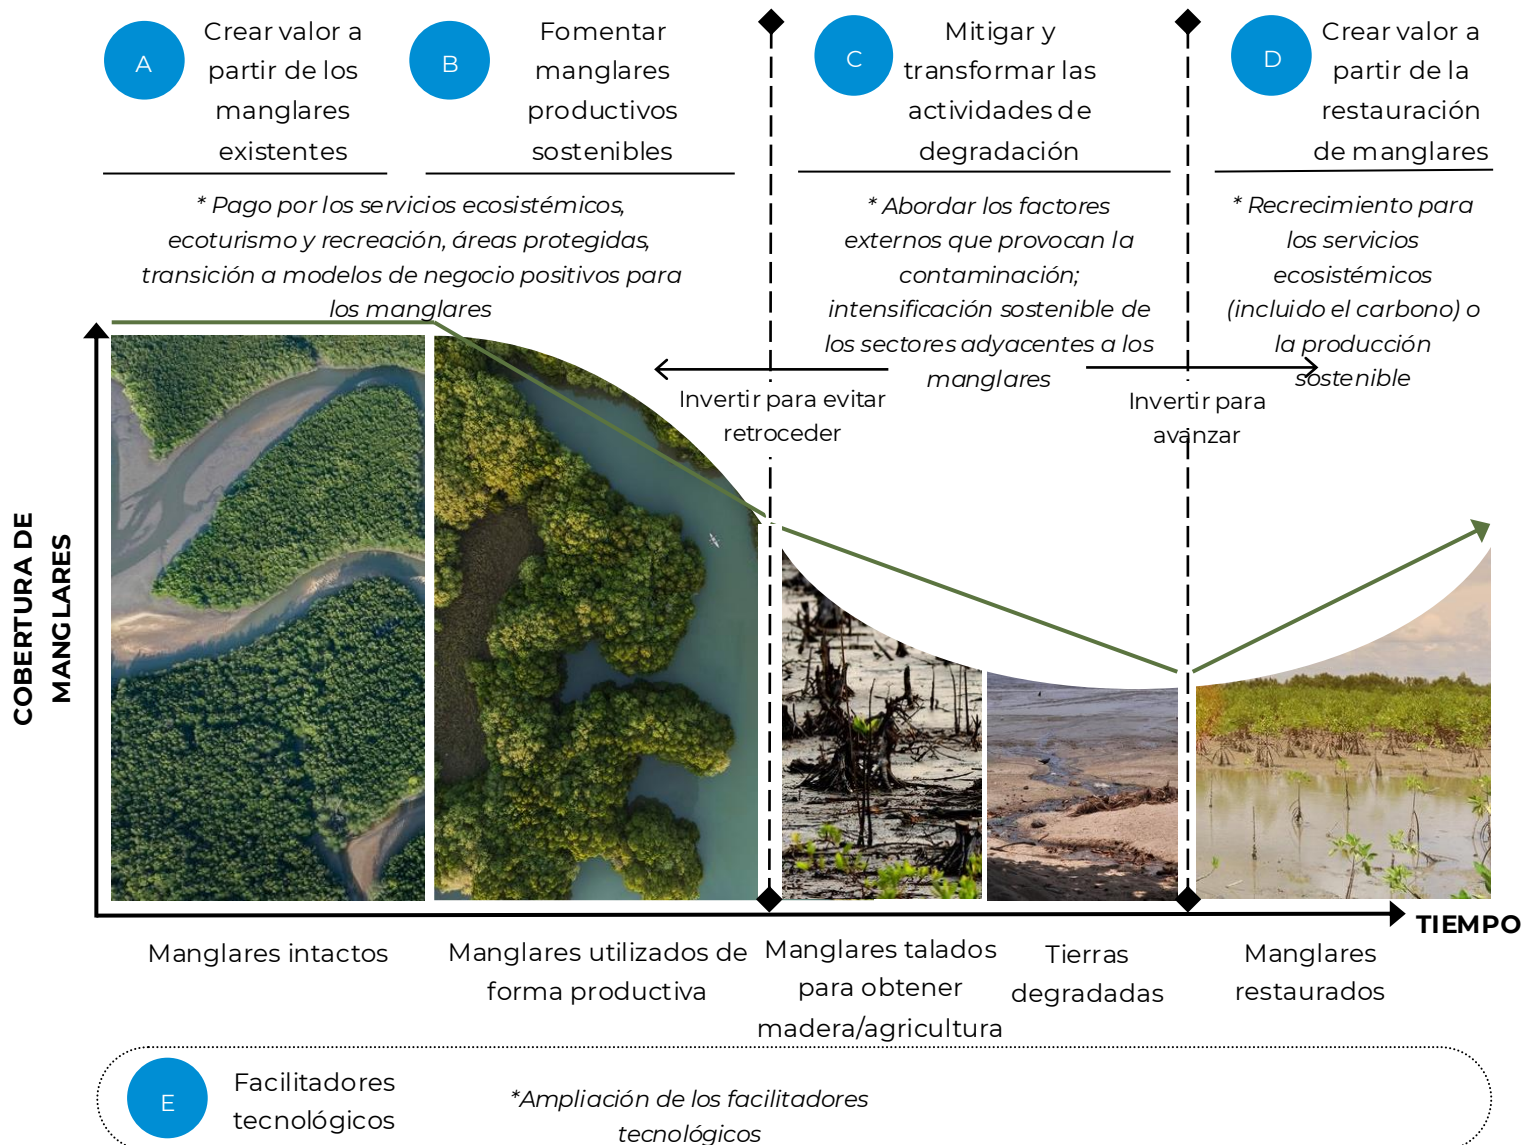 A
Crear valor a
partir de los
manglares
existentes
B
Fomentar
manglares
productivos
sostenibles
* Pago por los servicios ecosistémicos,
ecoturismo y recreación, áreas protegidas,
transición a modelos de negocio positivos para
los manglares
C
Mitigar y
transformar las
actividades de
degradación
* Abordar los factores
externos que provocan la
contaminación;
intensificación sostenible de
los sectores adyacentes a los
manglares
D
Crear valor a
partir de la
restauración
de manglares
* Recrecimiento para
los servicios
ecosistémicos
(incluido el carbono) o
la producción
sostenible
Invertir para evitar
retroceder
Invertir para
avanzar
COBERTURA DE
MANGLARES
TIEMPO
Manglares intactos
Manglares utilizados de
forma productiva
Manglares talados
para obtener
madera/agricultura
Tierras
degradadas
Manglares
restaurados
E
Facilitadores
tecnológicos
*Ampliación de los facilitadores
tecnológicos